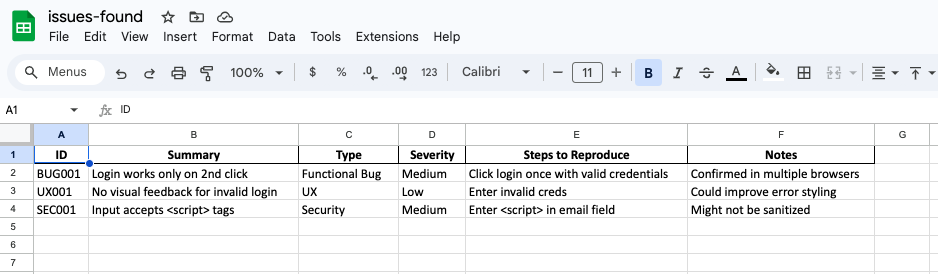 issues-found
File Edit View Insert Format Data Tools Extensions Help
Menus 100% $ % .0 .00 123 Calibri 11 B I S A
A1 fx ID
A B C D E F G
1 ID Summary Type Severity Steps to Reproduce Notes
2 BUG001 Login works only on 2nd click Functional Bug Medium Click login once with valid credentials Confirmed in multiple browsers
3 UX001 No visual feedback for invalid login UX Low Enter invalid creds Could improve error styling
4 SEC001 Input accepts <script> tags Security Medium Enter <script> in email field Might not be sanitized
5
6
7